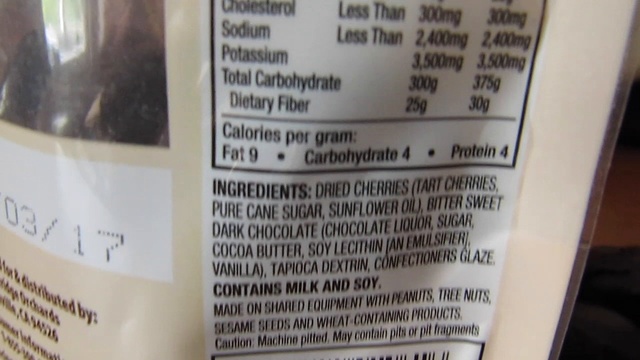 Cholesterol Less Than 300mg 300mg
Sodium Less Than 2,400mg 2,400mg
Potassium 3,500mg 3,500mg
Total Carbohydrate 300g 375g
Dietary Fiber 25g 30g
Calories per gram:
Fat 9 • Carbohydrate 4 • Protein 4
INGREDIENTS: DRIED CHERRIES (TART CHERRIES,
PURE CANE SUGAR, SUNFLOWER OIL), BITTER SWEET
DARK CHOCOLATE (CHOCOLATE LIQUOR, SUGAR,
COCOA BUTTER, SOY LECITHIN [AN EMULSIFIER],
VANILLA), TAPIOCA DEXTRIN, CONFECTIONERS GLAZE.
CONTAINS MILK AND SOY.
MADE ON SHARED EQUIPMENT WITH PEANUTS, TREE NUTS,
SESAME SEEDS AND WHEAT-CONTAINING PRODUCTS.
Caution: Machine pitted. May contain pits or pit fragments
03/17
for & distributed by:
Orchards
CA 94526